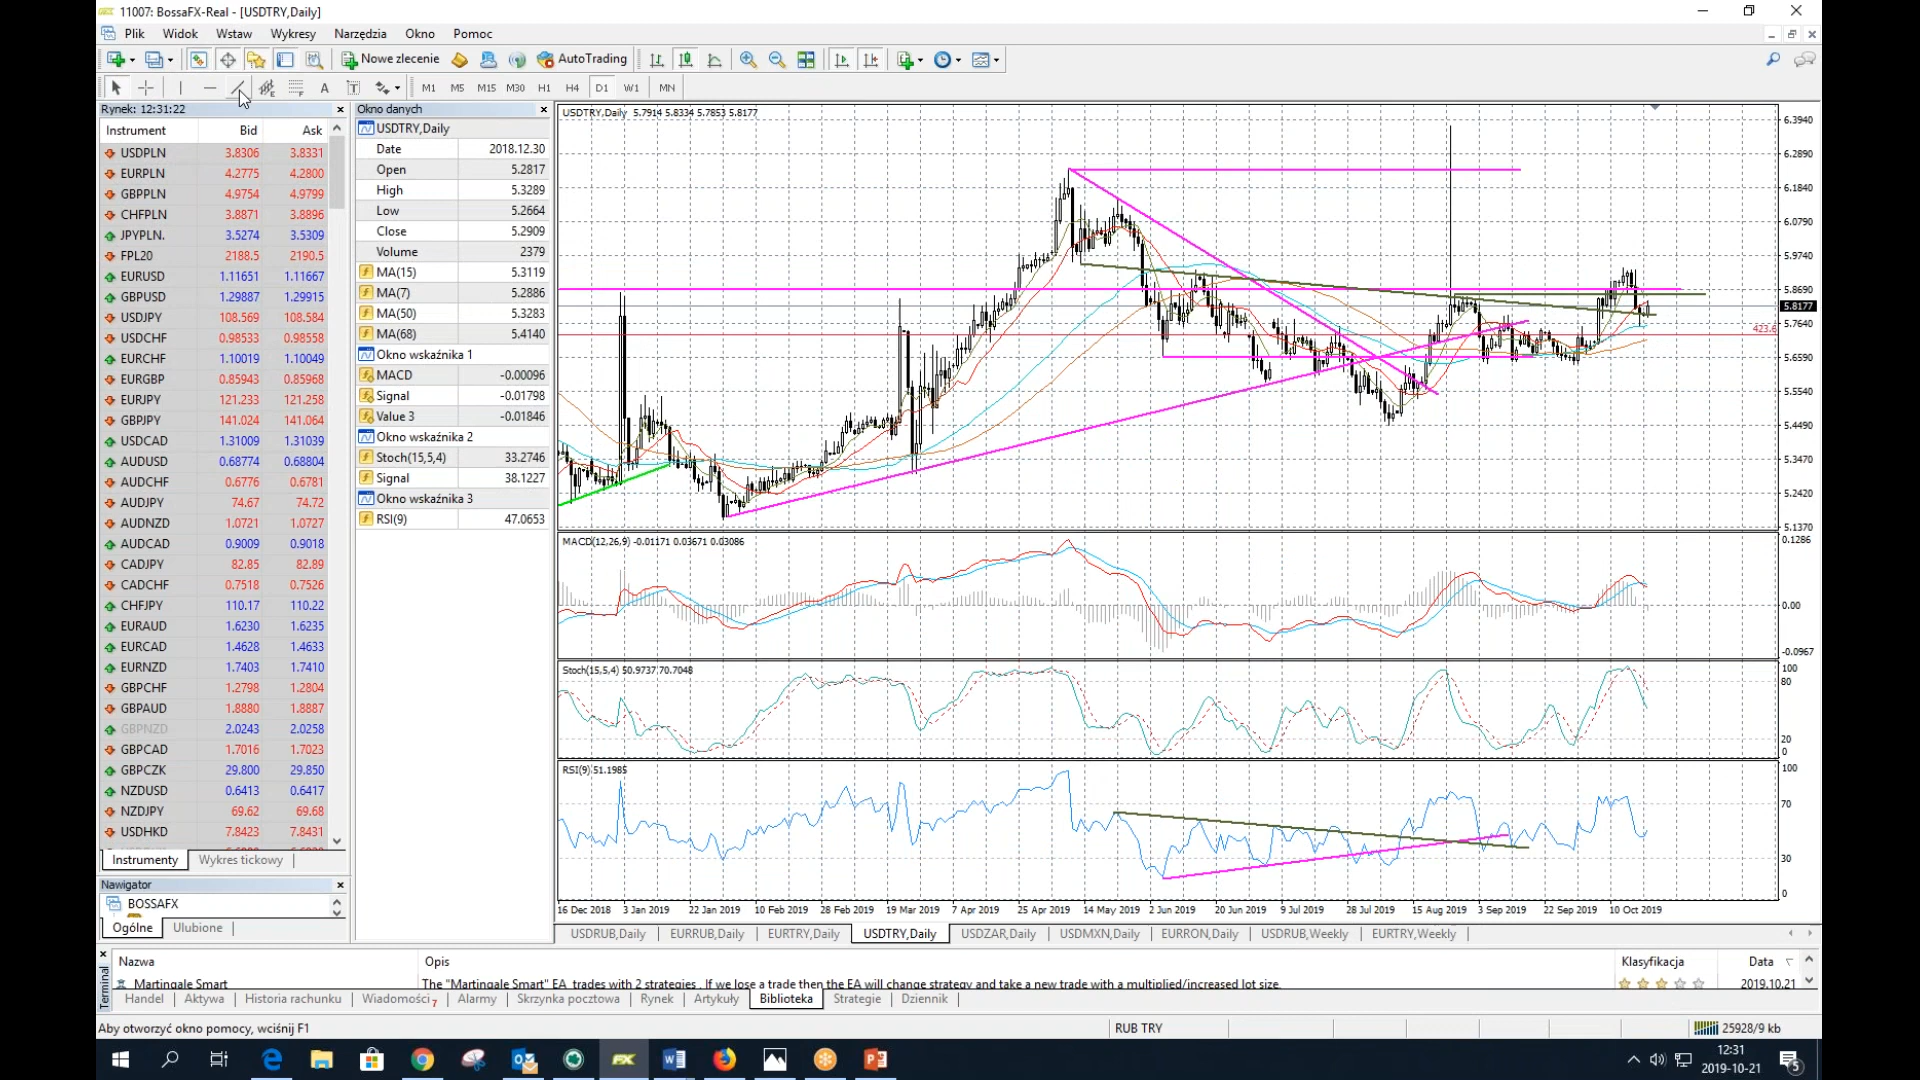 11007: BossaFX-Real - [USDTRY,Daily]
Plik Widok Wstaw Wykresy Narzędzia Okno Pomoc
Nowe zlecenie AutoTrading
A T M1 M5 M15 M30 H1 H4 D1 W1 MN
Rynek: 12:31:22
Instrument Bid Ask
USDPLN 3.8306 3.8331
EURPLN 4.2775 4.2800
GBPPLN 4.9754 4.9799
CHFPLN 3.8871 3.8896
JPYPLN. 3.5274 3.5309
FPL20 2188.5 2190.5
EURUSD 1.11651 1.11667
GBPUSD 1.29887 1.29915
USDJPY 108.569 108.584
USDCHF 0.98533 0.98558
EURCHF 1.10019 1.10049
EURGBP 0.85943 0.85968
EURJPY 121.233 121.258
GBPJPY 141.024 141.064
USDCAD 1.31009 1.31039
AUDUSD 0.68774 0.68804
AUDCHF 0.6776 0.6781
AUDJPY 74.67 74.72
AUDNZD 1.0721 1.0727
AUDCAD 0.9009 0.9018
CADJPY 82.85 82.89
CADCHF 0.7518 0.7526
CHFJPY 110.17 110.22
EURAUD 1.6230 1.6235
EURCAD 1.4628 1.4633
EURNZD 1.7403 1.7410
GBPCHF 1.2798 1.2804
GBPAUD 1.8880 1.8887
GBPNZD 2.0243 2.0258
GBPCAD 1.7016 1.7023
GBPCZK 29.800 29.850
NZDUSD 0.6413 0.6417
NZDJPY 69.62 69.68
USDHKD 7.8423 7.8431
Instrumenty Wykres tickowy
Nawigator
BOSSAFX
Ogólne Ulubione
Okno danych
USDTRY,Daily
Date 2018.12.30
Open 5.2817
High 5.3289
Low 5.2664
Close 5.2909
Volume 2379
MA(15) 5.3119
MA(7) 5.2886
MA(50) 5.3283
MA(68) 5.4140
Okno wskaźnika 1
MACD -0.00096
Signal -0.01798
Value 3 -0.01846
Okno wskaźnika 2
Stoch(15,5,4) 33.2746
Signal 38.1227
Okno wskaźnika 3
RSI(9) 47.0653
USDTRY,Daily 5.7914 5.8334 5.7853 5.8177
6.3940
6.2890
6.1840
6.0790
5.9740
5.8690
5.8177
5.7640
423.6
5.6590
5.5540
5.4490
5.3470
5.2420
5.1370
MACD(12,26,9) -0.01171 0.03671 0.03086
0.1286
0.00
-0.0967
Stoch(15,5,4) 50.9737 70.7048
100
80
20
0
RSI(9) 51.1985
100
70
30
0
16 Dec 2018 3 Jan 2019 22 Jan 2019 10 Feb 2019 28 Feb 2019 19 Mar 2019 7 Apr 2019 25 Apr 2019 14 May 2019 2 Jun 2019 20 Jun 2019 9 Jul 2019 28 Jul 2019 15 Aug 2019 3 Sep 2019 22 Sep 2019 10 Oct 2019
USDRUB,Daily EURRUB,Daily EURTRY,Daily USDTRY,Daily USDZAR,Daily USDMXN,Daily EURRON,Daily USDRUB,Weekly EURTRY,Weekly
Terminal
Nazwa Opis Klasyfikacja Data
Martingale Smart The "Martingale Smart" EA trades with 2 strategies . If we lose a trade then the EA will change strategy and take a new trade with a multiplied/increased lot size. 2019.10.21
Handel Aktywa Historia rachunku Wiadomości 7 Alarmy Skrzynka pocztowa Rynek Artykuły Biblioteka Strategie Dziennik
Aby otworzyć okno pomocy, wciśnij F1 RUB TRY 25928/9 kb
FX
12:31
2019-10-21
5